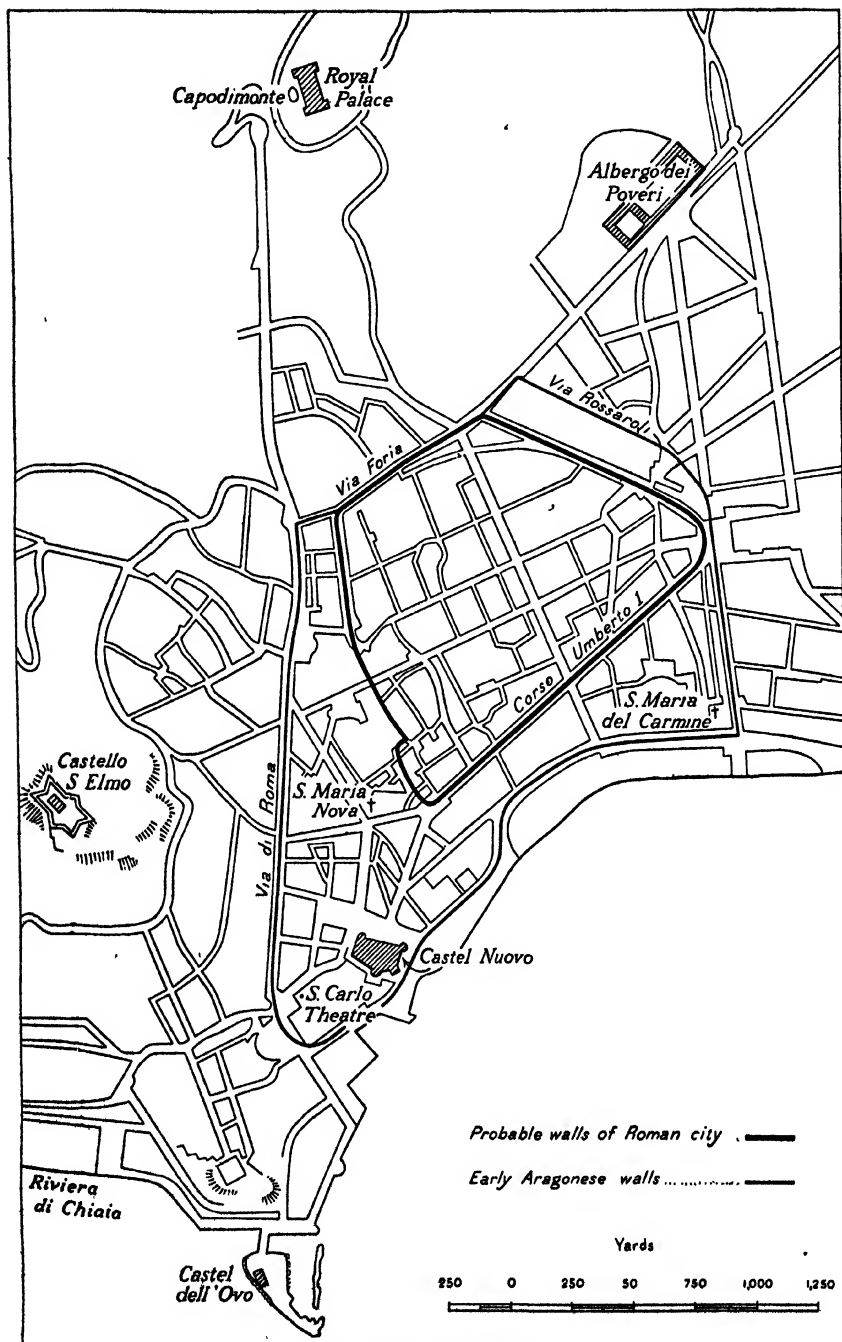 Royal
Capodimonte
Palace
Albergo dei
Poveri
Via Rossaroli
Via Foria
Corso Umberto 1
S. Maria
del Carmine
Castello
S Elmo
Via di Roma
S. Maria
Nova
Castel Nuovo
S. Carlo
Theatre
Probable walls of Roman city
Early Aragonese walls
Riviera
di Chiaia
Yards
250 0 250 50 750 1,000 1,250
Castel
dell'Ovo